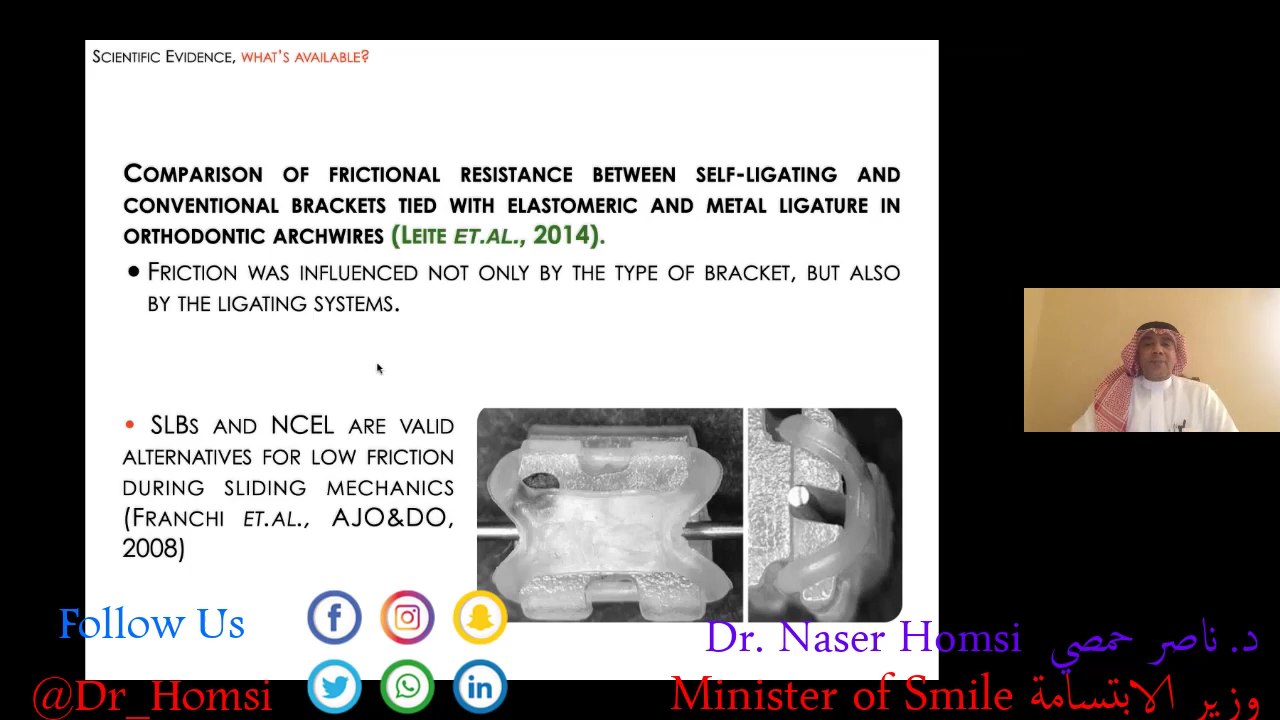 Scientific Evidence, what's available?
Comparison of frictional resistance between self-ligating and
conventional brackets tied with elastomeric and metal ligature in
orthodontic archwires (Leite et.al., 2014).
• Friction was influenced not only by the type of bracket, but also
by the ligating systems.
• SLBs and NCEL are valid
alternatives for low friction
during sliding mechanics
(Franchi et.al., AJO&DO,
2008)
Follow Us
@Dr_Homsi
Dr. Naser Homsi د. ناصر حمصي
Minister of Smile وزير الابتسامة